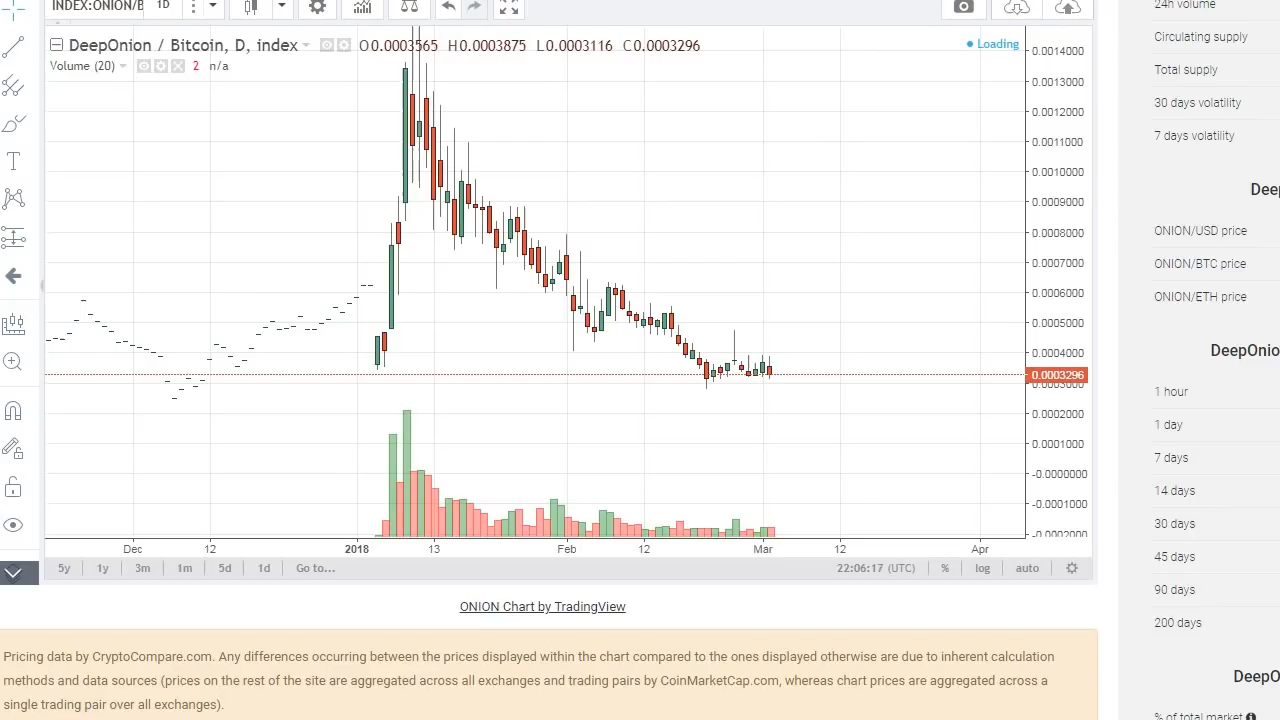 INDEX:ONION/B 1D
DeepOnion / Bitcoin, D, index O0.0003565 H0.0003875 L0.0003116 C0.0003296
Loading
Volume (20) 2 n/a
0.0014000
0.0013000
0.0012000
0.0011000
0.0010000
0.0009000
0.0008000
0.0007000
0.0006000
0.0005000
0.0004000
0.0003296
0.0003000
0.0002000
0.0001000
-0.0000000
-0.0001000
-0.0002000
Dec 12 2018 13 Feb 12 Mar 12 Apr
5y 1y 3m 1m 5d 1d Go to... 22:06:17 (UTC) % log auto
ONION Chart by TradingView
Pricing data by CryptoCompare.com. Any differences occurring between the prices displayed within the chart compared to the ones displayed otherwise are due to inherent calculation
methods and data sources (prices on the rest of the site are aggregated across all exchanges and trading pairs by CoinMarketCap.com, whereas chart prices are aggregated across a
single trading pair over all exchanges).
24h volume
Circulating supply
Total supply
30 days volatility
7 days volatility
Deep
ONION/USD price
ONION/BTC price
ONION/ETH price
DeepOnio
1 hour
1 day
7 days
14 days
30 days
45 days
90 days
200 days
DeepO
% of total market